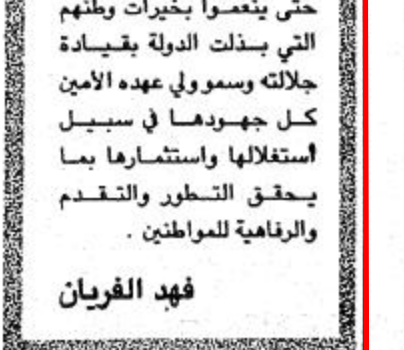 حتى ينعموا بخيرات وطنهم
التي بذلت الدولة بقيادة
جلالته وسمو ولي عهده الأمين
كل جهودها في سبيل
أستغلالها واستثمارها بما
يحقق التطور والتقدم
والرفاهية للمواطنين .
فهد الفريان